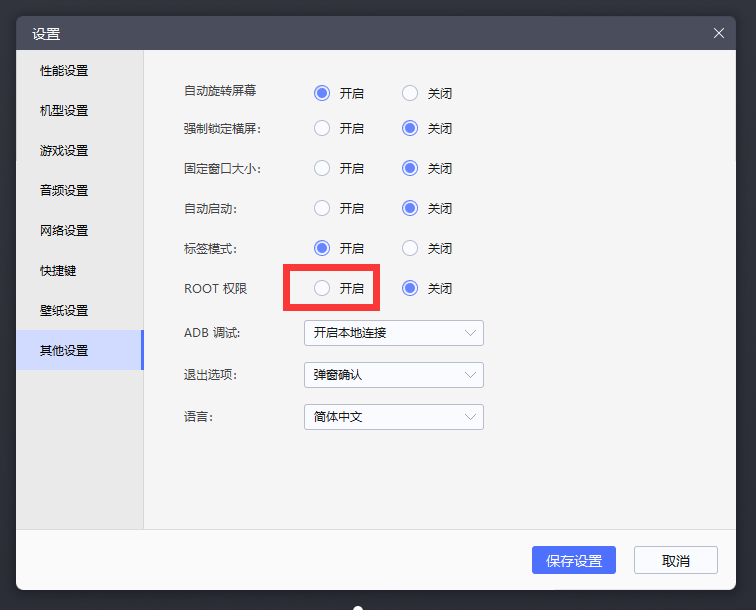 设置
性能设置
机型设置
游戏设置
音频设置
网络设置
快捷键
壁纸设置
其他设置
自动旋转屏幕 开启 关闭
强制锁定横屏: 开启 关闭
固定窗口大小: 开启 关闭
自动启动: 开启 关闭
标签模式: 开启 关闭
ROOT 权限 开启 关闭
ADB 调试: 开启本地连接
退出选项: 弹窗确认
语言: 简体中文
保存设置 取消